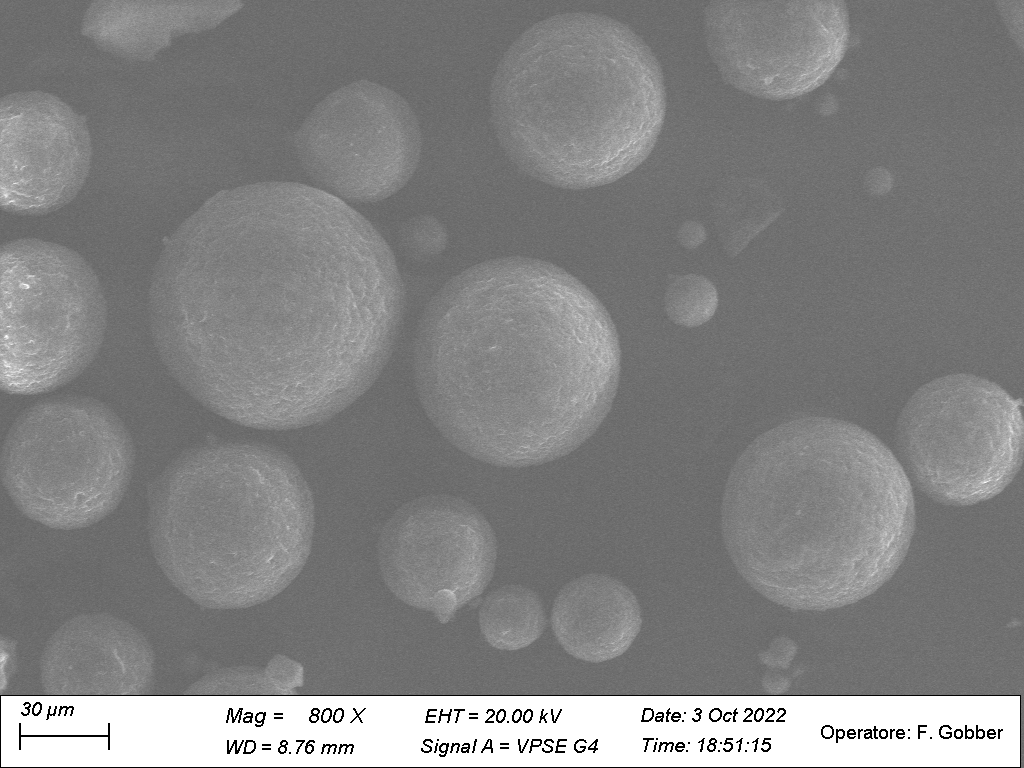 30 µm
Mag = 800 X EHT = 20.00 kV Date: 3 Oct 2022
WD = 8.76 mm Signal A = VPSE G4 Time: 18:51:15
Operatore: F. Gobber